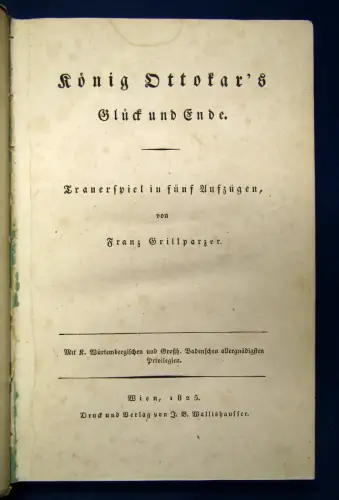 König Ottokar's
Glück und Ende.
Trauerspiel in fünf Aufzügen,
von
Franz Grillparzer.
Mit K. Würtembergischen und Großh. Badenschen allergnädigsten
Privilegien.
Wien, 1825.
Druck und Verlag von J. B. Wallishausser.